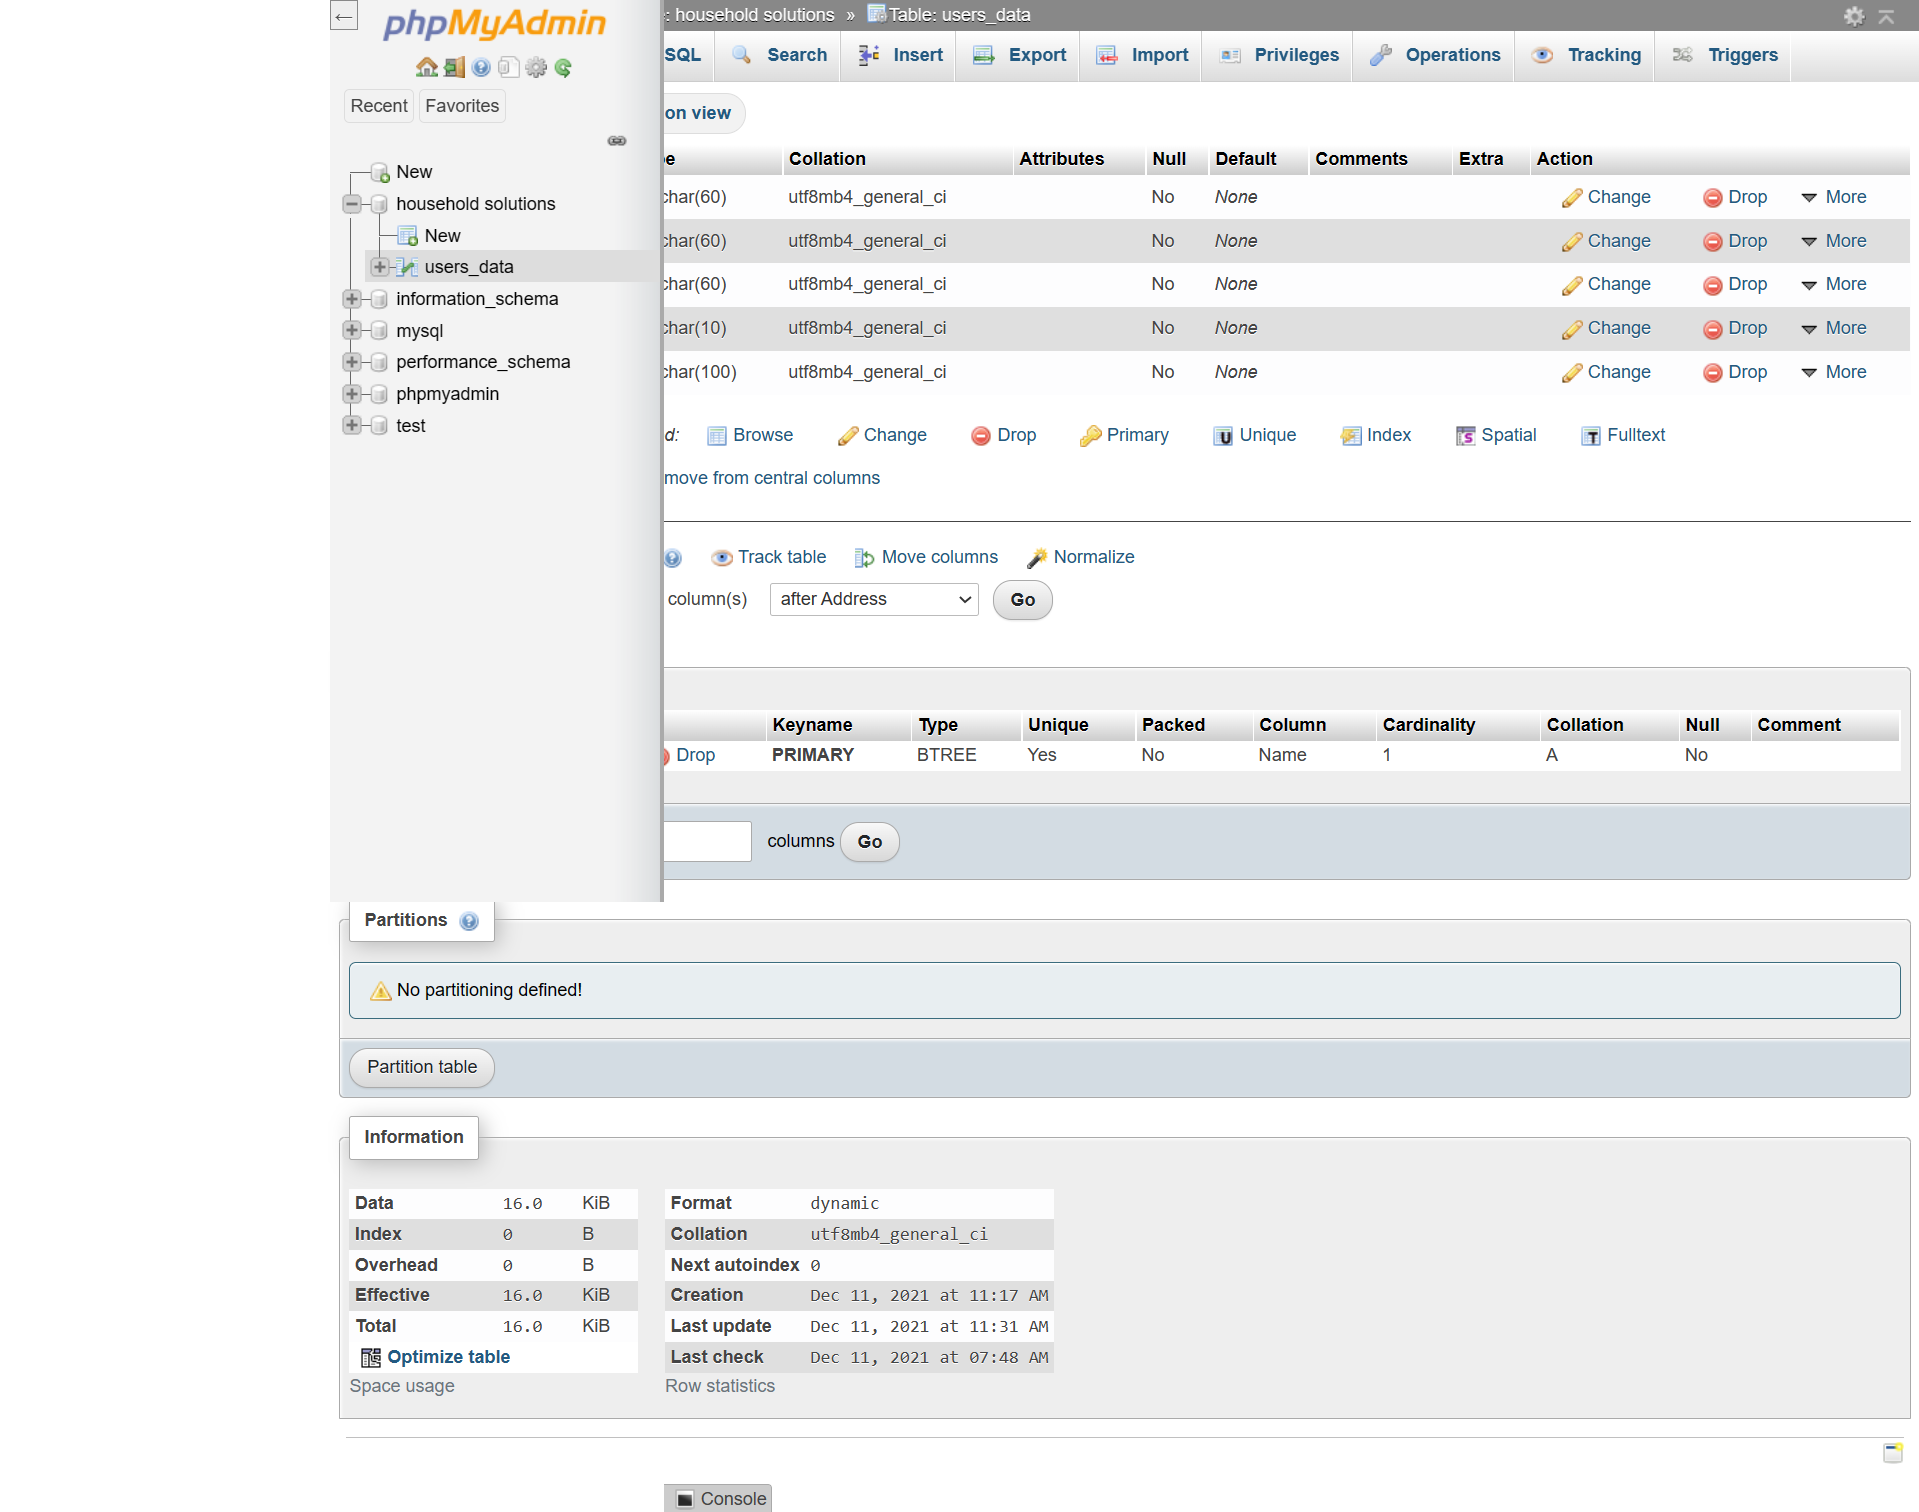 phpMyAdmin
: household solutions » Table: users_data
SQL Search Insert Export Import Privileges Operations Tracking Triggers
Recent Favorites
on view
New
household solutions
New
users_data
information_schema
mysql
performance_schema
phpmyadmin
test
e Collation Attributes Null Default Comments Extra Action
char(60) utf8mb4_general_ci No None Change Drop More
char(60) utf8mb4_general_ci No None Change Drop More
char(60) utf8mb4_general_ci No None Change Drop More
char(10) utf8mb4_general_ci No None Change Drop More
char(100) utf8mb4_general_ci No None Change Drop More
d: Browse Change Drop Primary Unique Index Spatial Fulltext
move from central columns
Track table Move columns Normalize
column(s) after Address Go
Keyname Type Unique Packed Column Cardinality Collation Null Comment
Drop PRIMARY BTREE Yes No Name 1 A No
columns Go
Partitions
No partitioning defined!
Partition table
Information
Data 16.0 KiB
Index 0 B
Overhead 0 B
Effective 16.0 KiB
Total 16.0 KiB
Optimize table
Space usage
Format dynamic
Collation utf8mb4_general_ci
Next autoindex 0
Creation Dec 11, 2021 at 11:17 AM
Last update Dec 11, 2021 at 11:31 AM
Last check Dec 11, 2021 at 07:48 AM
Row statistics
Console